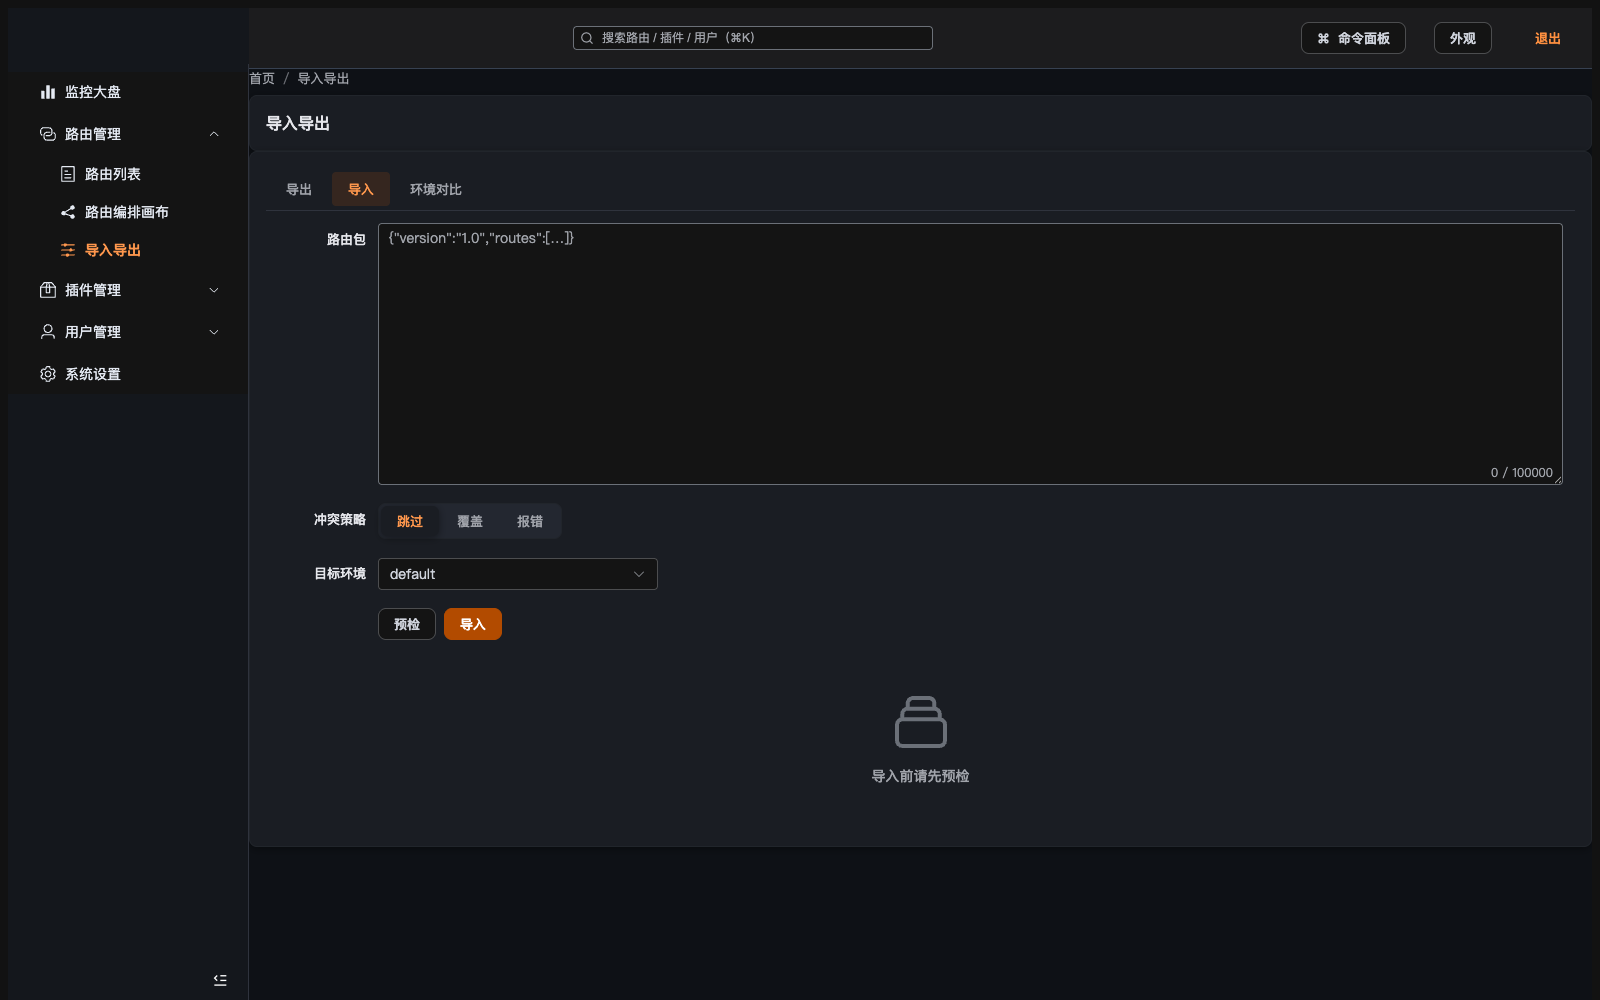 搜索路由 / 插件 / 用户（⌘K）
⌘ 命令面板
外观
退出
监控大盘
路由管理
路由列表
路由编排画布
导入导出
插件管理
用户管理
系统设置
首页 / 导入导出
导入导出
导出
导入
环境对比
路由包
{"version":"1.0","routes":[...]}
0 / 100000
冲突策略
跳过
覆盖
报错
目标环境
default
预检
导入
导入前请先预检